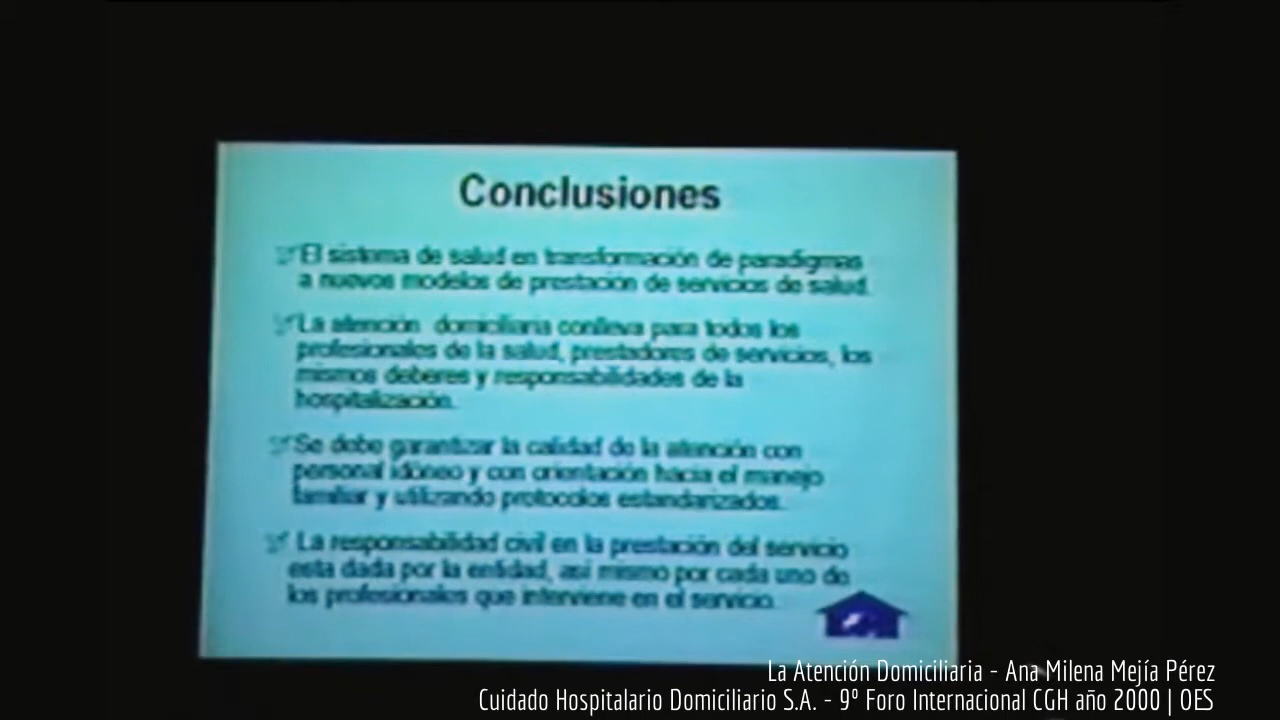 Conclusiones
El sistema de salud en transformación de paradigmas
a nuevos modelos de prestación de servicios de salud.
La atención domiciliaria conlleva para todos los
profesionales de la salud, prestadores de servicios, los
mismos deberes y responsabilidades de la
hospitalización.
Se debe garantizar la calidad de la atención con
personal idóneo y con orientación hacia el manejo
familiar y utilizando protocolos estandarizados.
La responsabilidad civil en la prestación del servicio
esta dada por la entidad, así mismo por cada uno de
los profesionales que interviene en el servicio.
La Atención Domiciliaria - Ana Milena Mejía Pérez
Cuidado Hospitalario Domiciliario S.A. - 9º Foro Internacional CGH año 2000 | OES